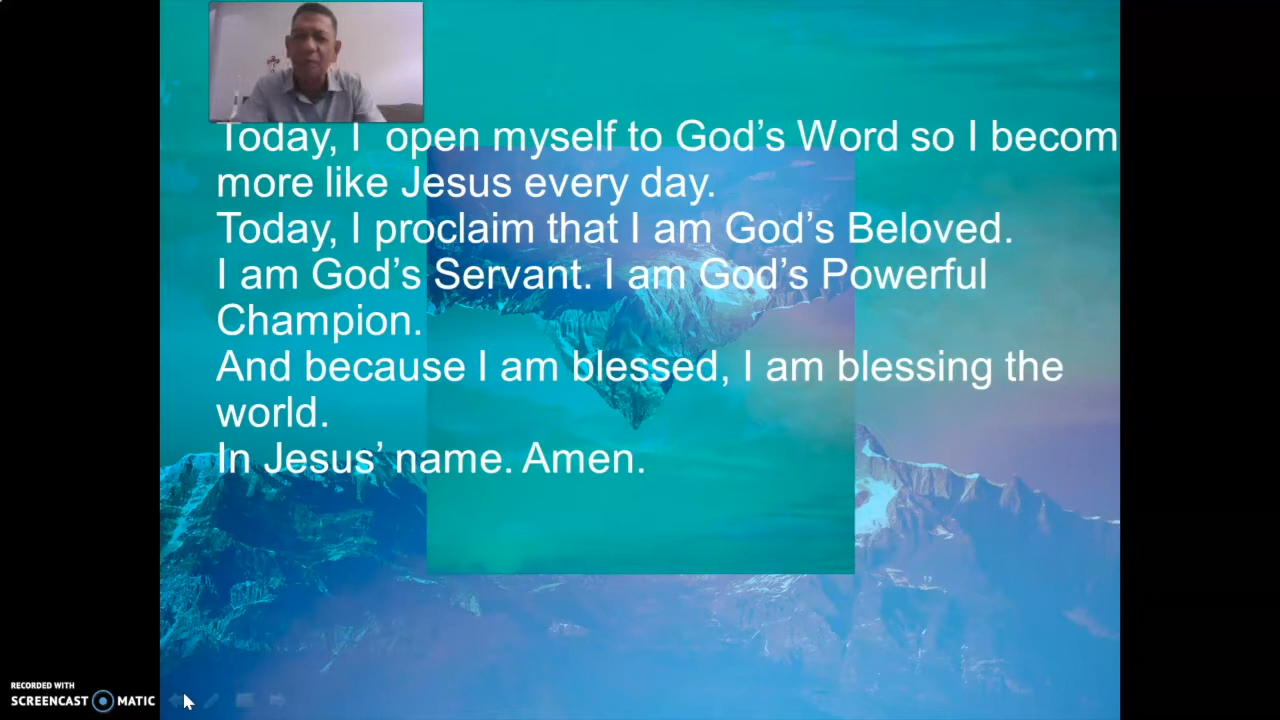 Today, I open myself to God’s Word so I becom
more like Jesus every day.
Today, I proclaim that I am God’s Beloved.
I am God’s Servant. I am God’s Powerful
Champion.
And because I am blessed, I am blessing the
world.
In Jesus’ name. Amen.
RECORDED WITH
SCREENCAST MATIC